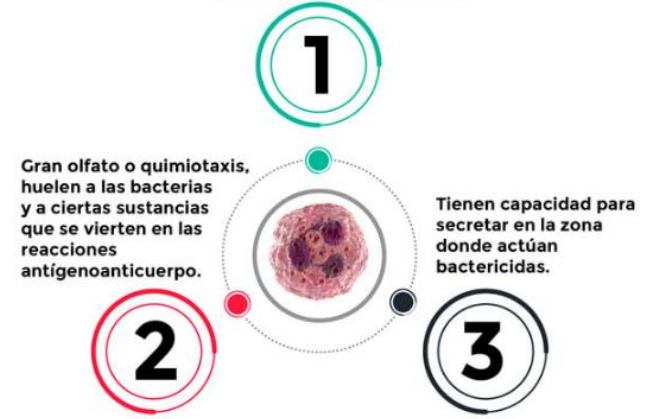 1
Gran olfato o quimiotaxis,
huelen a las bacterias
y a ciertas sustancias
que se vierten en las
reacciones
antígenoanticuerpo.
2
Tienen capacidad para
secretar en la zona
donde actúan
bactericidas.
3